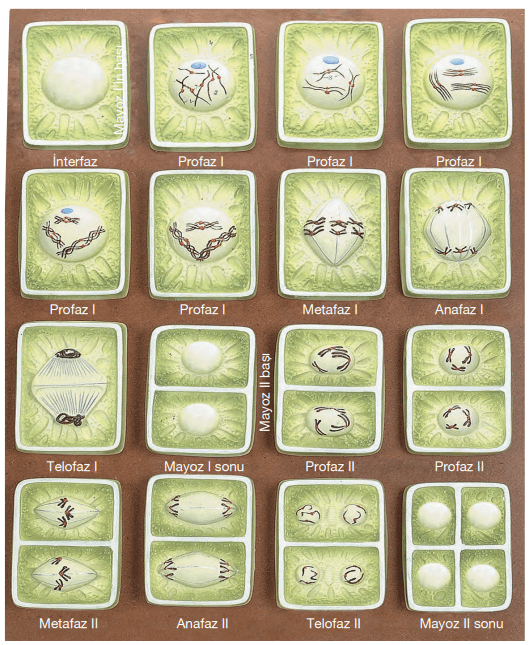 Mayoz I'in başı
İnterfaz
Profaz I
Profaz I
Profaz I
Profaz I
Profaz I
Metafaz I
Anafaz I
Telofaz I
Mayoz I sonu
Mayoz II başı
Profaz II
Profaz II
Metafaz II
Anafaz II
Telofaz II
Mayoz II sonu